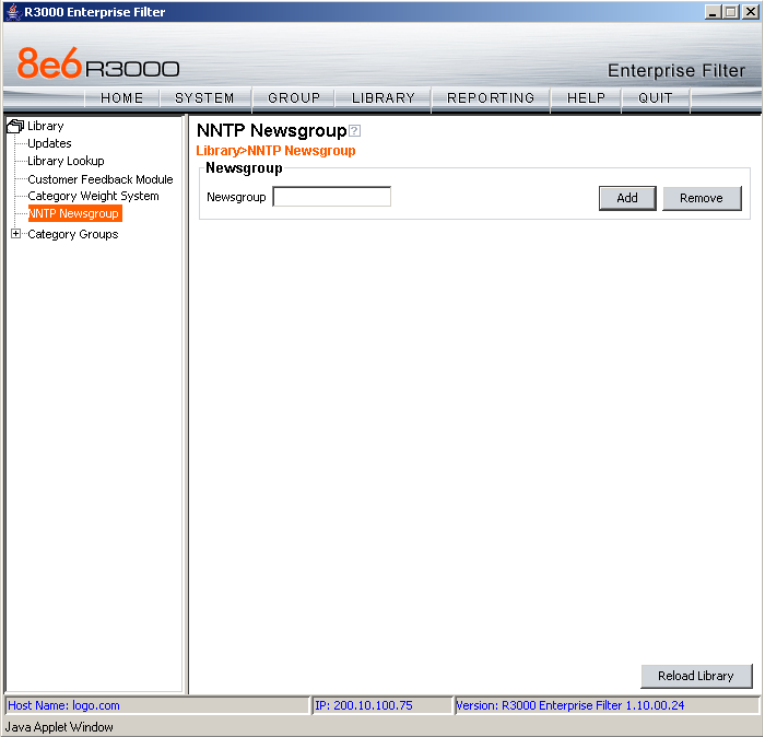 R3000 Enterprise Filter
8e6 R3000
Enterprise Filter
HOME SYSTEM GROUP LIBRARY REPORTING HELP QUIT
Library
Updates
Library Lookup
Customer Feedback Module
Category Weight System
NNTP Newsgroup
Category Groups
NNTP Newsgroup ?
Library>NNTP Newsgroup
Newsgroup
Newsgroup Add Remove
Reload Library
Host Name: logo.com IP: 200.10.100.75 Version: R3000 Enterprise Filter 1.10.00.24
Java Applet Window